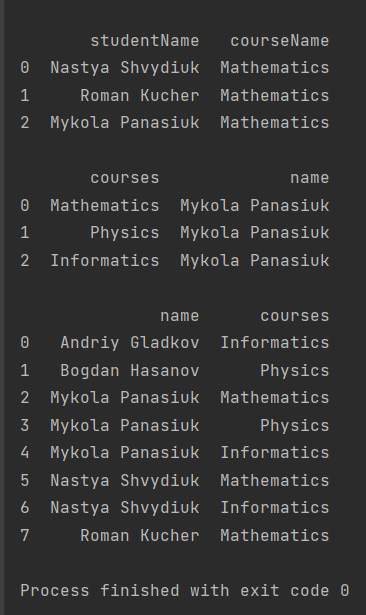 studentName courseName
0 Nastya Shvydiuk Mathematics
1 Roman Kucher Mathematics
2 Mykola Panasiuk Mathematics
courses name
0 Mathematics Mykola Panasiuk
1 Physics Mykola Panasiuk
2 Informatics Mykola Panasiuk
name courses
0 Andriy Gladkov Informatics
1 Bogdan Hasanov Physics
2 Mykola Panasiuk Mathematics
3 Mykola Panasiuk Physics
4 Mykola Panasiuk Informatics
5 Nastya Shvydiuk Mathematics
6 Nastya Shvydiuk Informatics
7 Roman Kucher Mathematics
Process finished with exit code 0